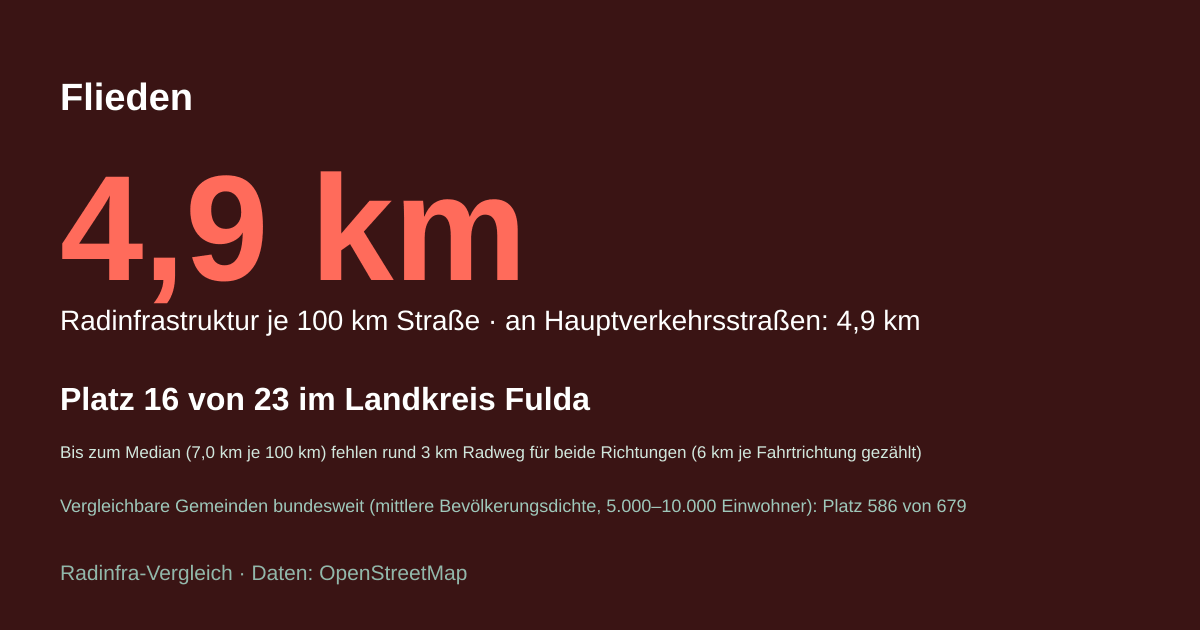 Flieden
4,9 km
Radinfrastruktur je 100 km Straße · an Hauptverkehrsstraßen: 4,9 km
Platz 16 von 23 im Landkreis Fulda
Bis zum Median (7,0 km je 100 km) fehlen rund 3 km Radweg für beide Richtungen (6 km je Fahrtrichtung gezählt)
Vergleichbare Gemeinden bundesweit (mittlere Bevölkerungsdichte, 5.000–10.000 Einwohner): Platz 586 von 679
Radinfra-Vergleich · Daten: OpenStreetMap